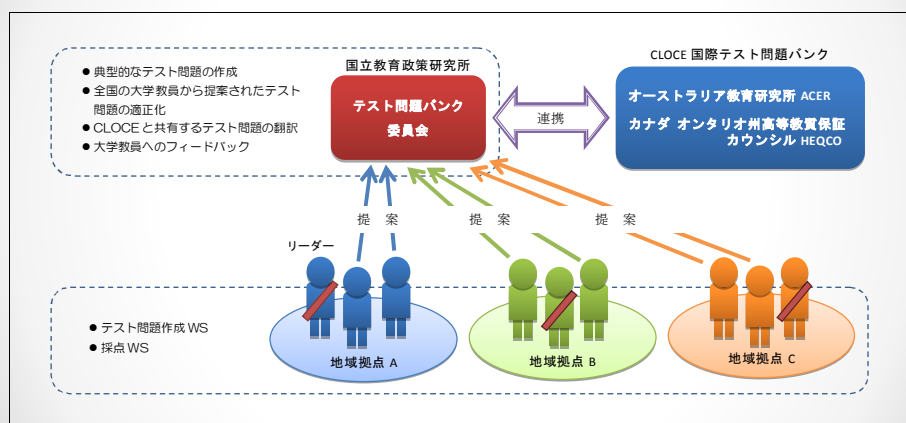 ● 典型的なテスト問題の作成
● 全国の大学教員から提案されたテスト
問題の適正化
● CLOCE と共有するテスト問題の翻訳
● 大学教員へのフィードバック
国立教育政策研究所
テスト問題バンク
委員会
連携
CLOCE 国際テスト問題バンク
オーストラリア教育研究所 ACER
カナダ オンタリオ州高等教育質保証
カウンシル HEQCO
提 案
提 案
提 案
リーダー
● テスト問題作成 WS
● 採点 WS
地域拠点 A
地域拠点 B
地域拠点 C